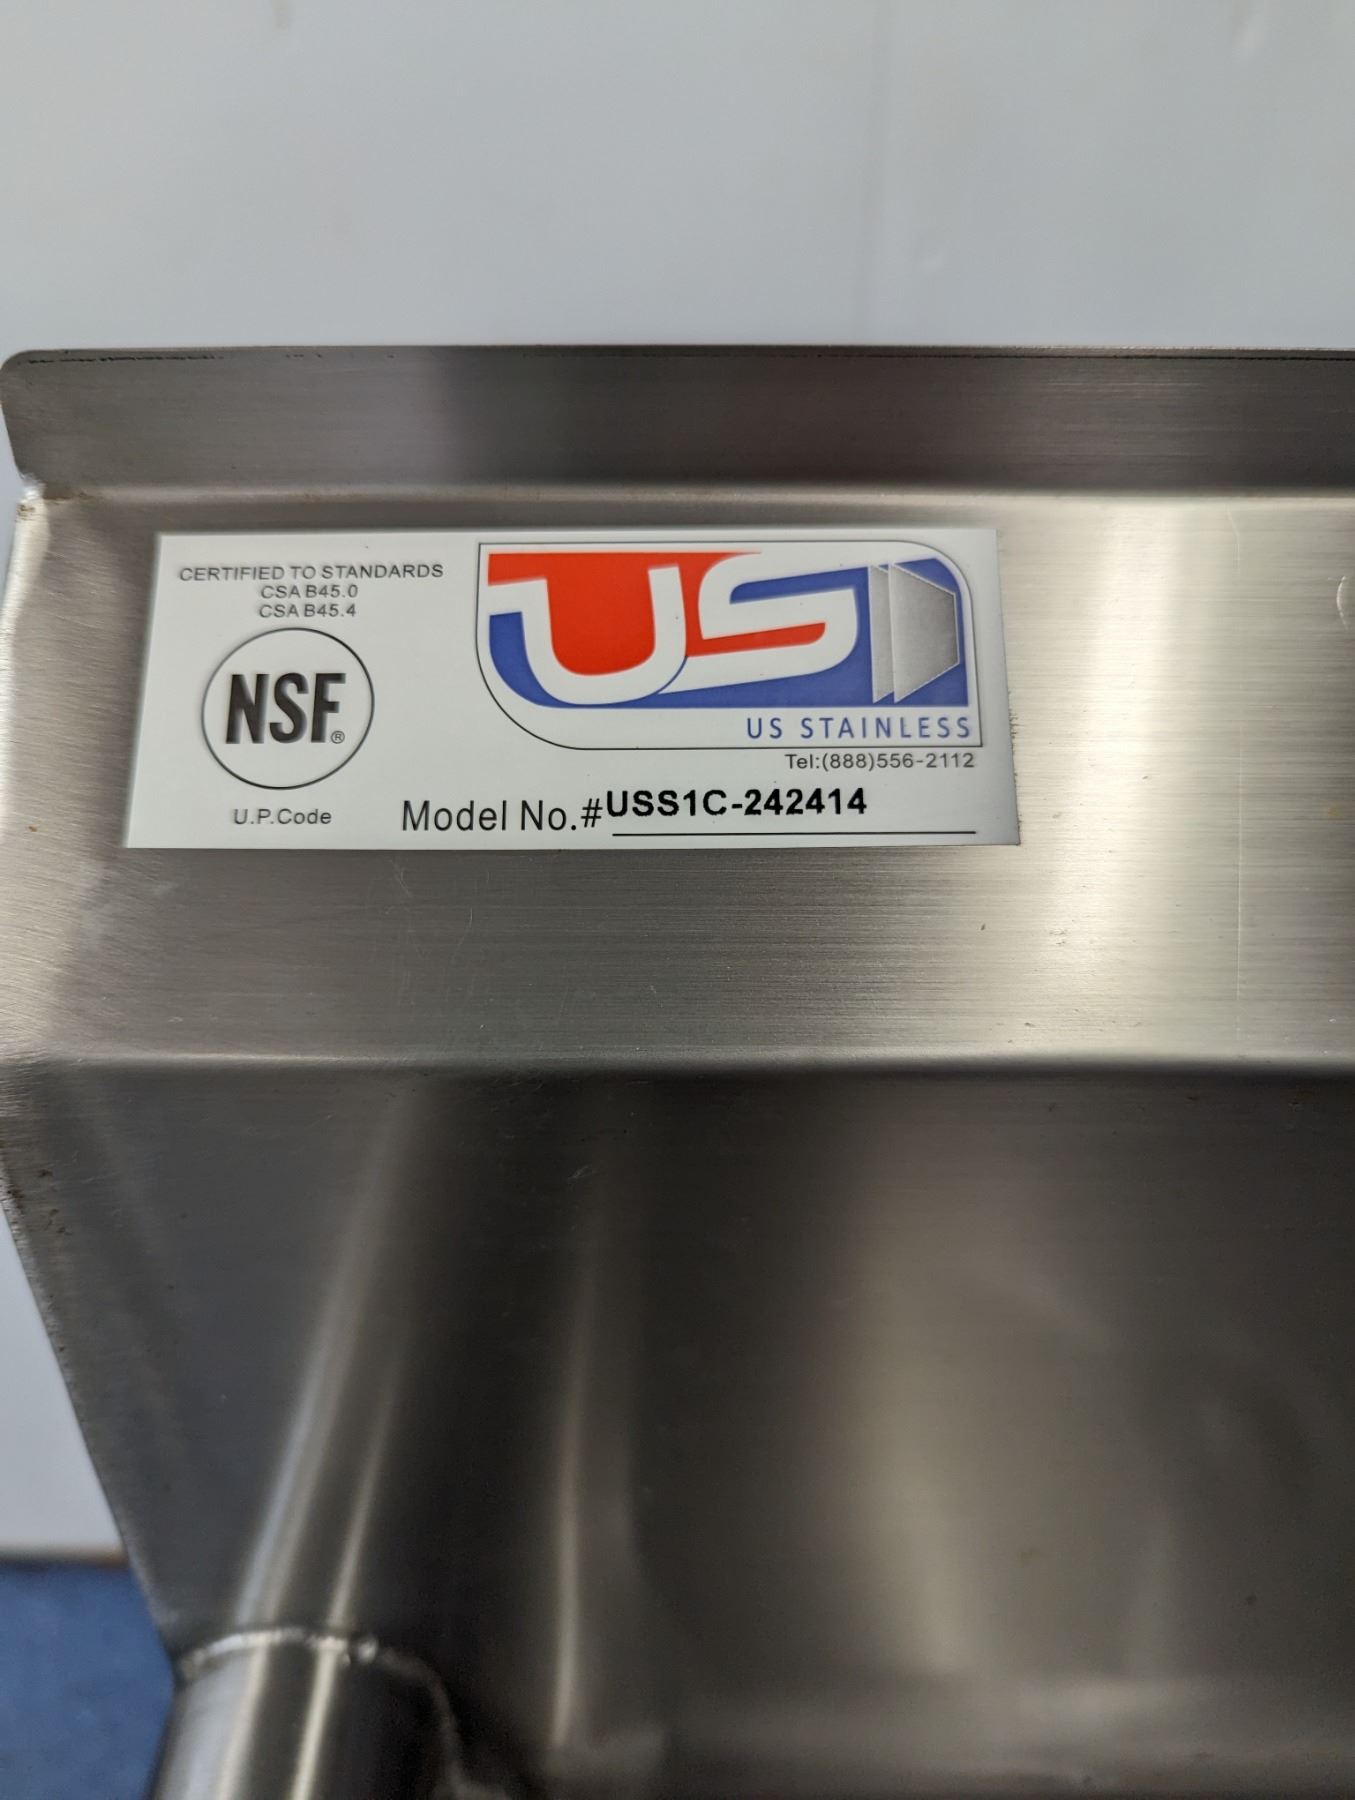 CERTIFIED TO STANDARDS
CSA B45.0
CSA B45.4
NSF®
U.P.Code
US
US STAINLESS
Tel:(888)556-2112
Model No.#USS1C-242414